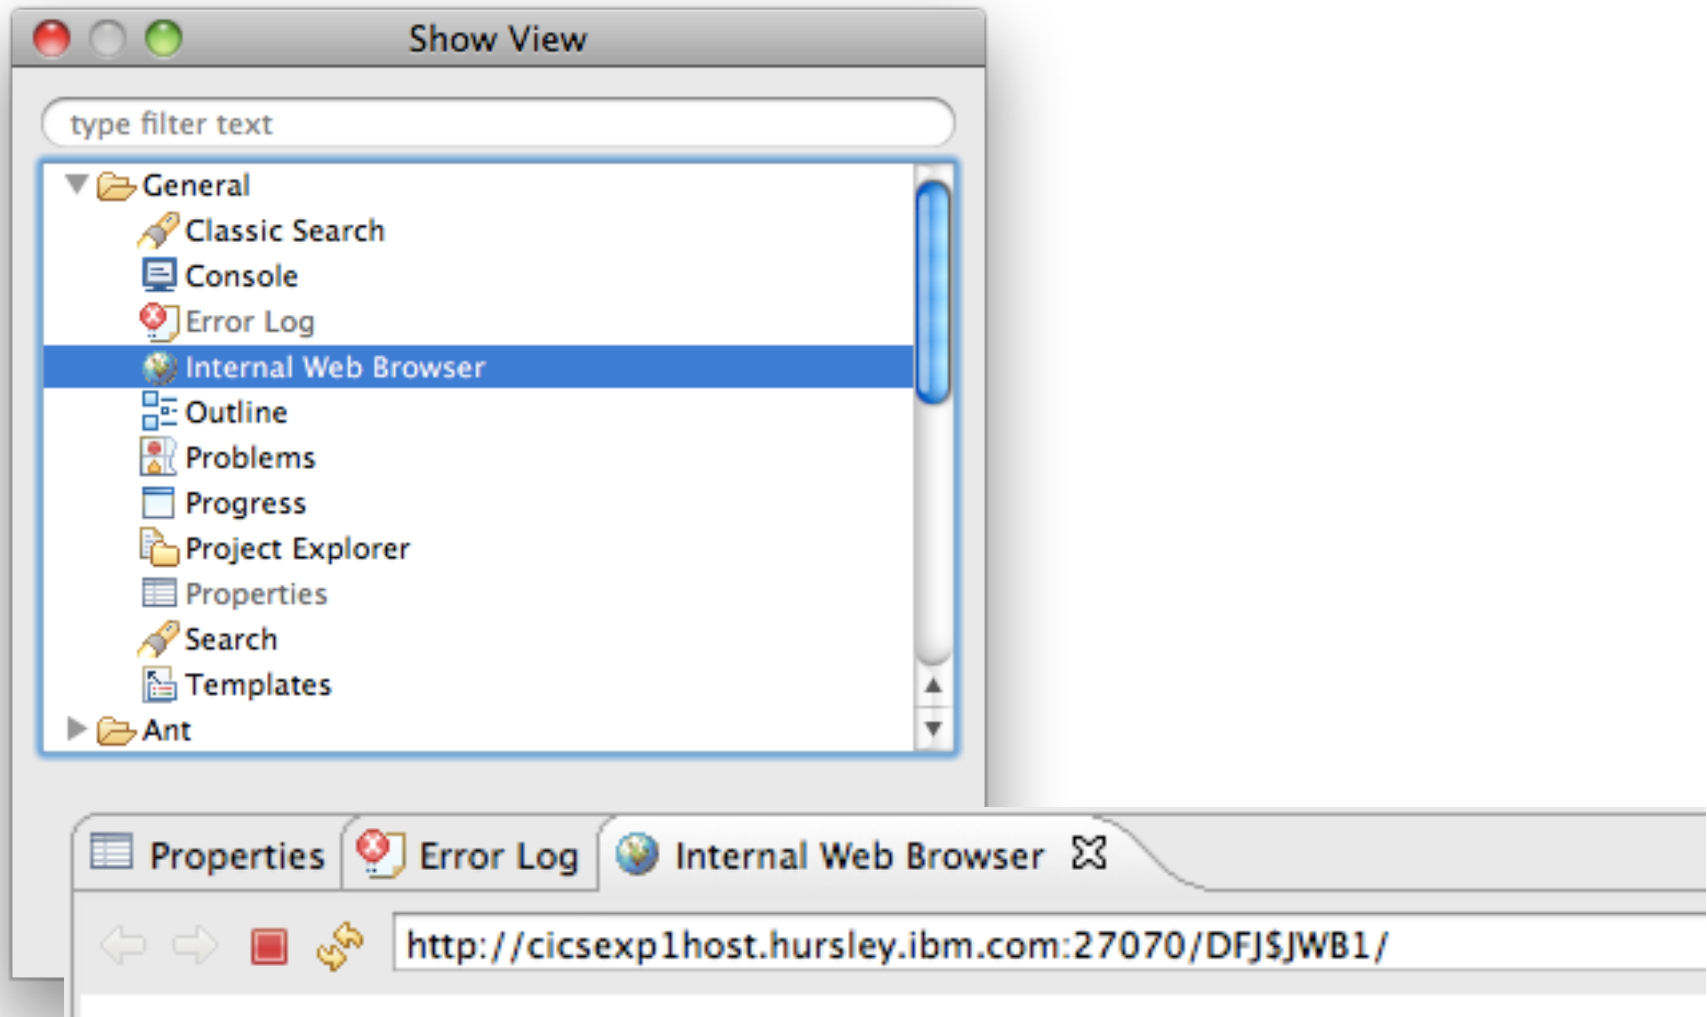 Show View
type filter text
General
Classic Search
Console
Error Log
Internal Web Browser
Outline
Problems
Progress
Project Explorer
Properties
Search
Templates
Ant
Properties Error Log Internal Web Browser
http://cicsexp1host.hursley.ibm.com:27070/DFJ$JWB1/